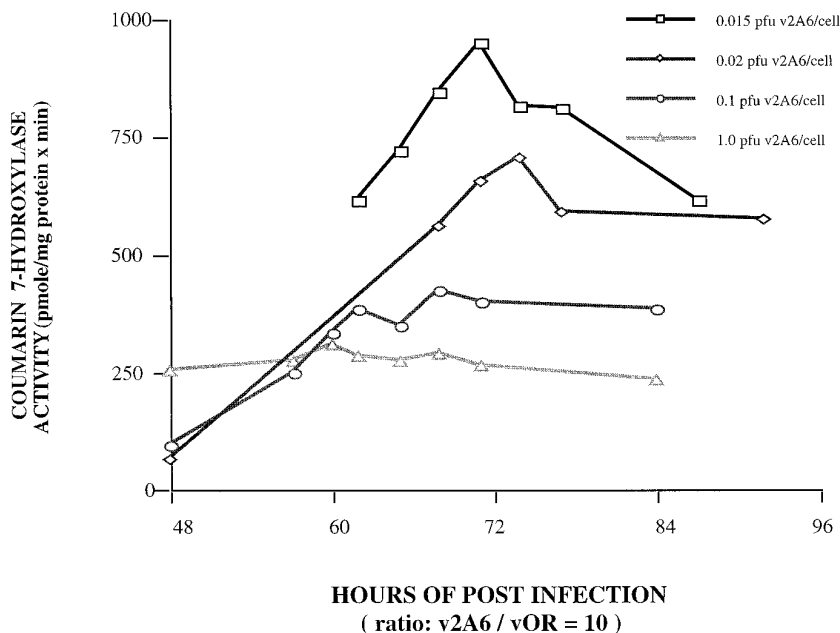 1000
750
500
250
0
COUMARIN 7-HYDROXYLASE
ACTIVITY (pmole/mg protein x min)
0.015 pfu v2A6/cell
0.02 pfu v2A6/cell
0.1 pfu v2A6/cell
1.0 pfu v2A6/cell
48
60
72
84
96
HOURS OF POST INFECTION
( ratio: v2A6 / vOR = 10 )